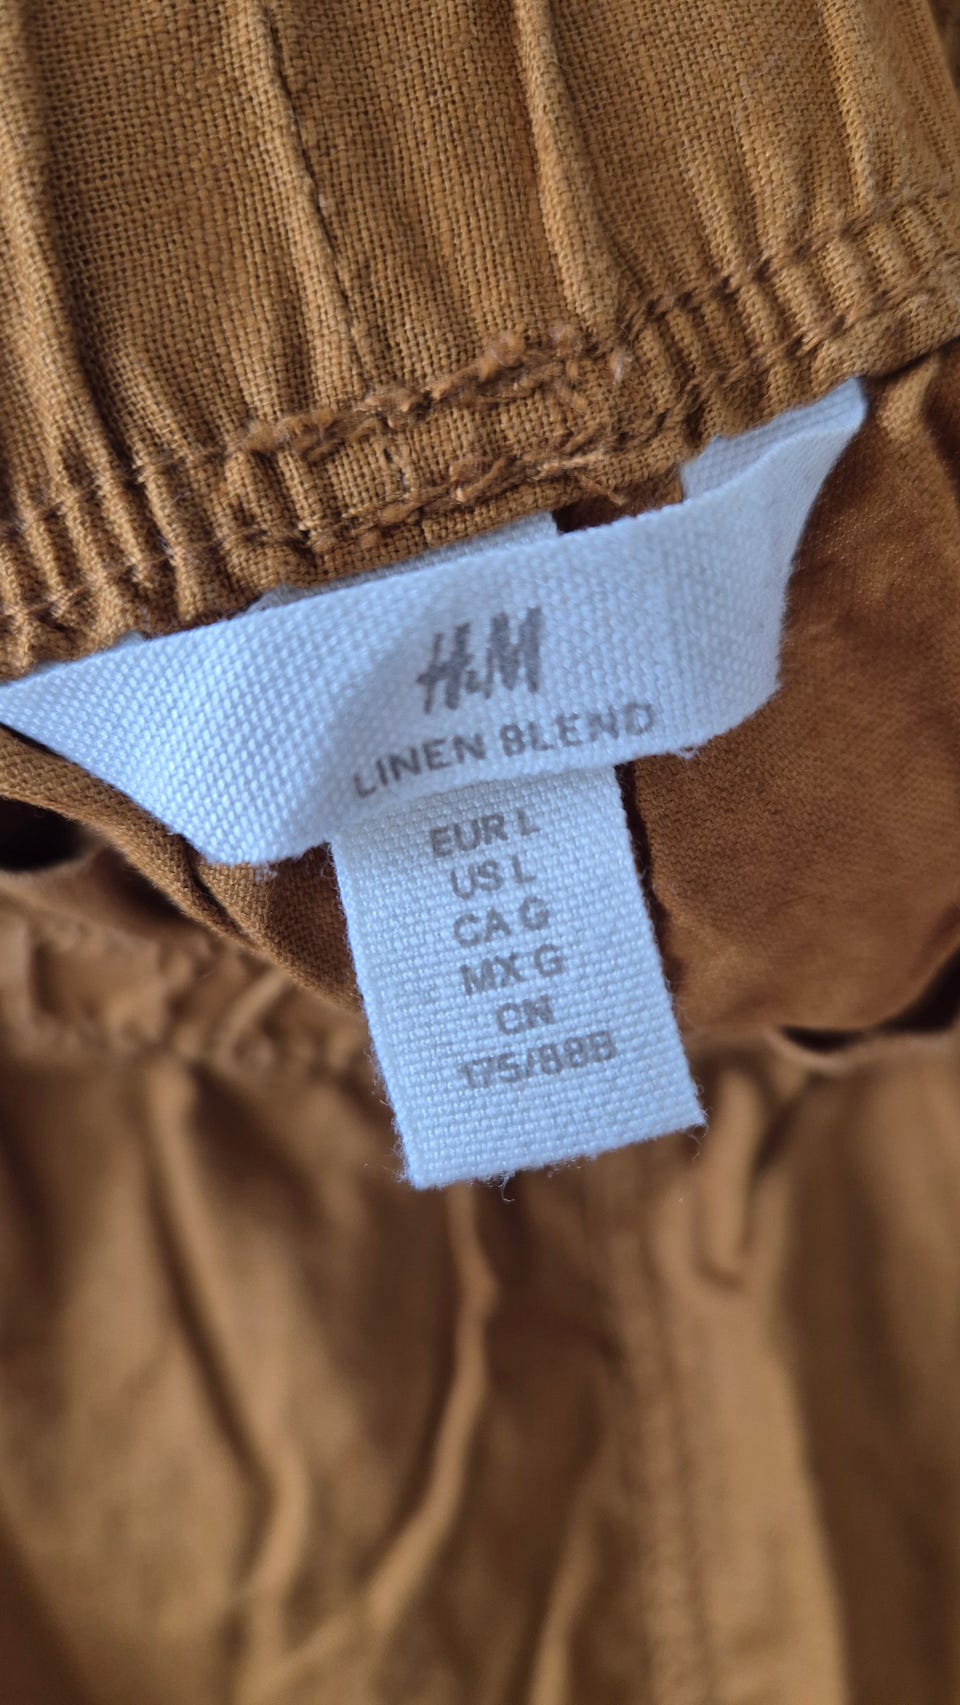 H&M
LINEN BLEND
EUR L
US L
CA G
MX G
CN
175/88B